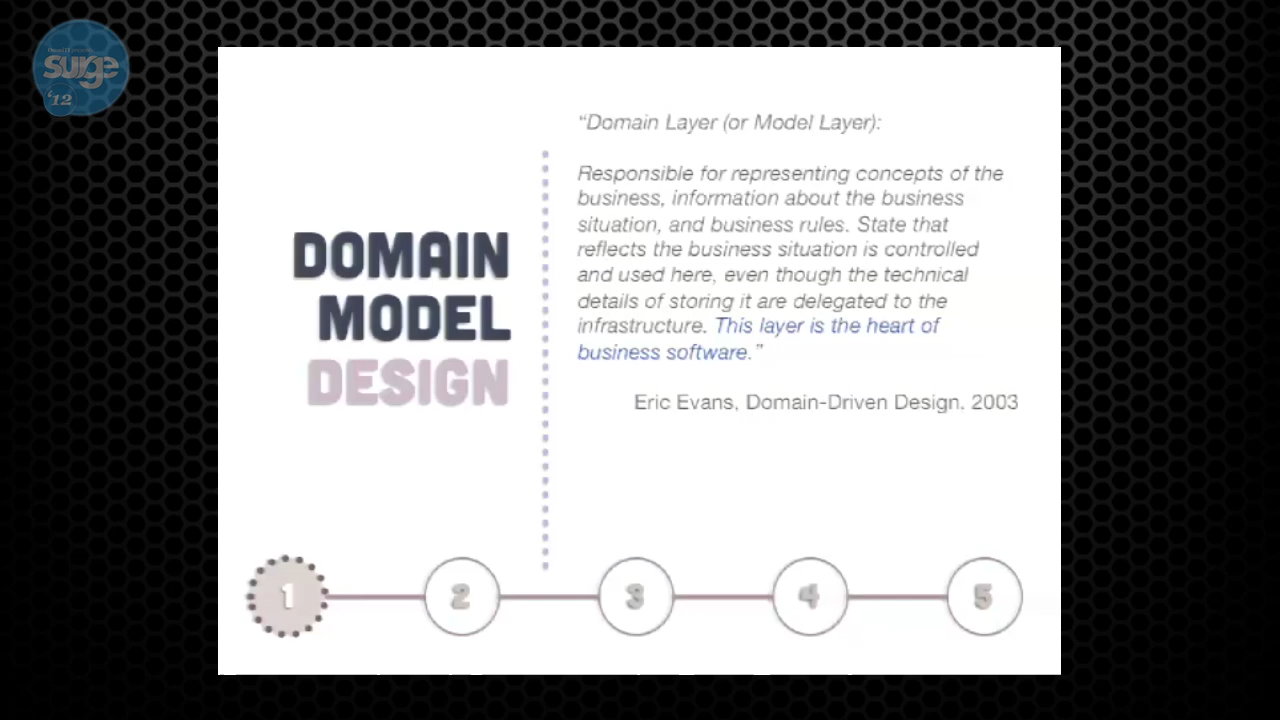 surge
'12
"Domain Layer (or Model Layer):
Responsible for representing concepts of the
business, information about the business
situation, and business rules. State that
reflects the business situation is controlled
and used here, even though the technical
details of storing it are delegated to the
infrastructure. This layer is the heart of
business software."
Eric Evans, Domain-Driven Design. 2003
DOMAIN
MODEL
DESIGN
1
2
3
4
5